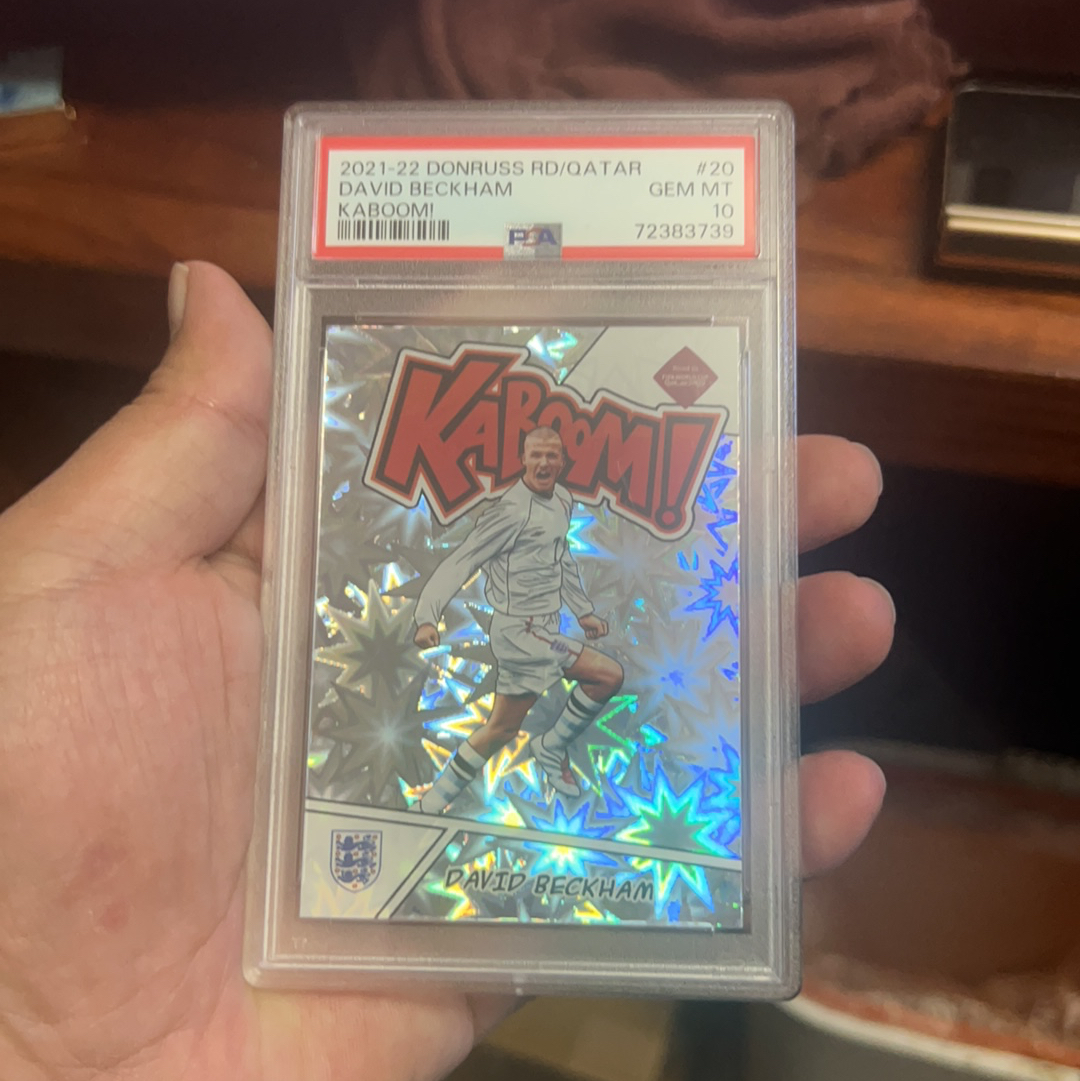 2021-22 DONRUSS RD/QATAR #20
DAVID BECKHAM GEM MT
KABOOM! 10
PSA 72383739
KABOOM!
DAVID BECKHAM